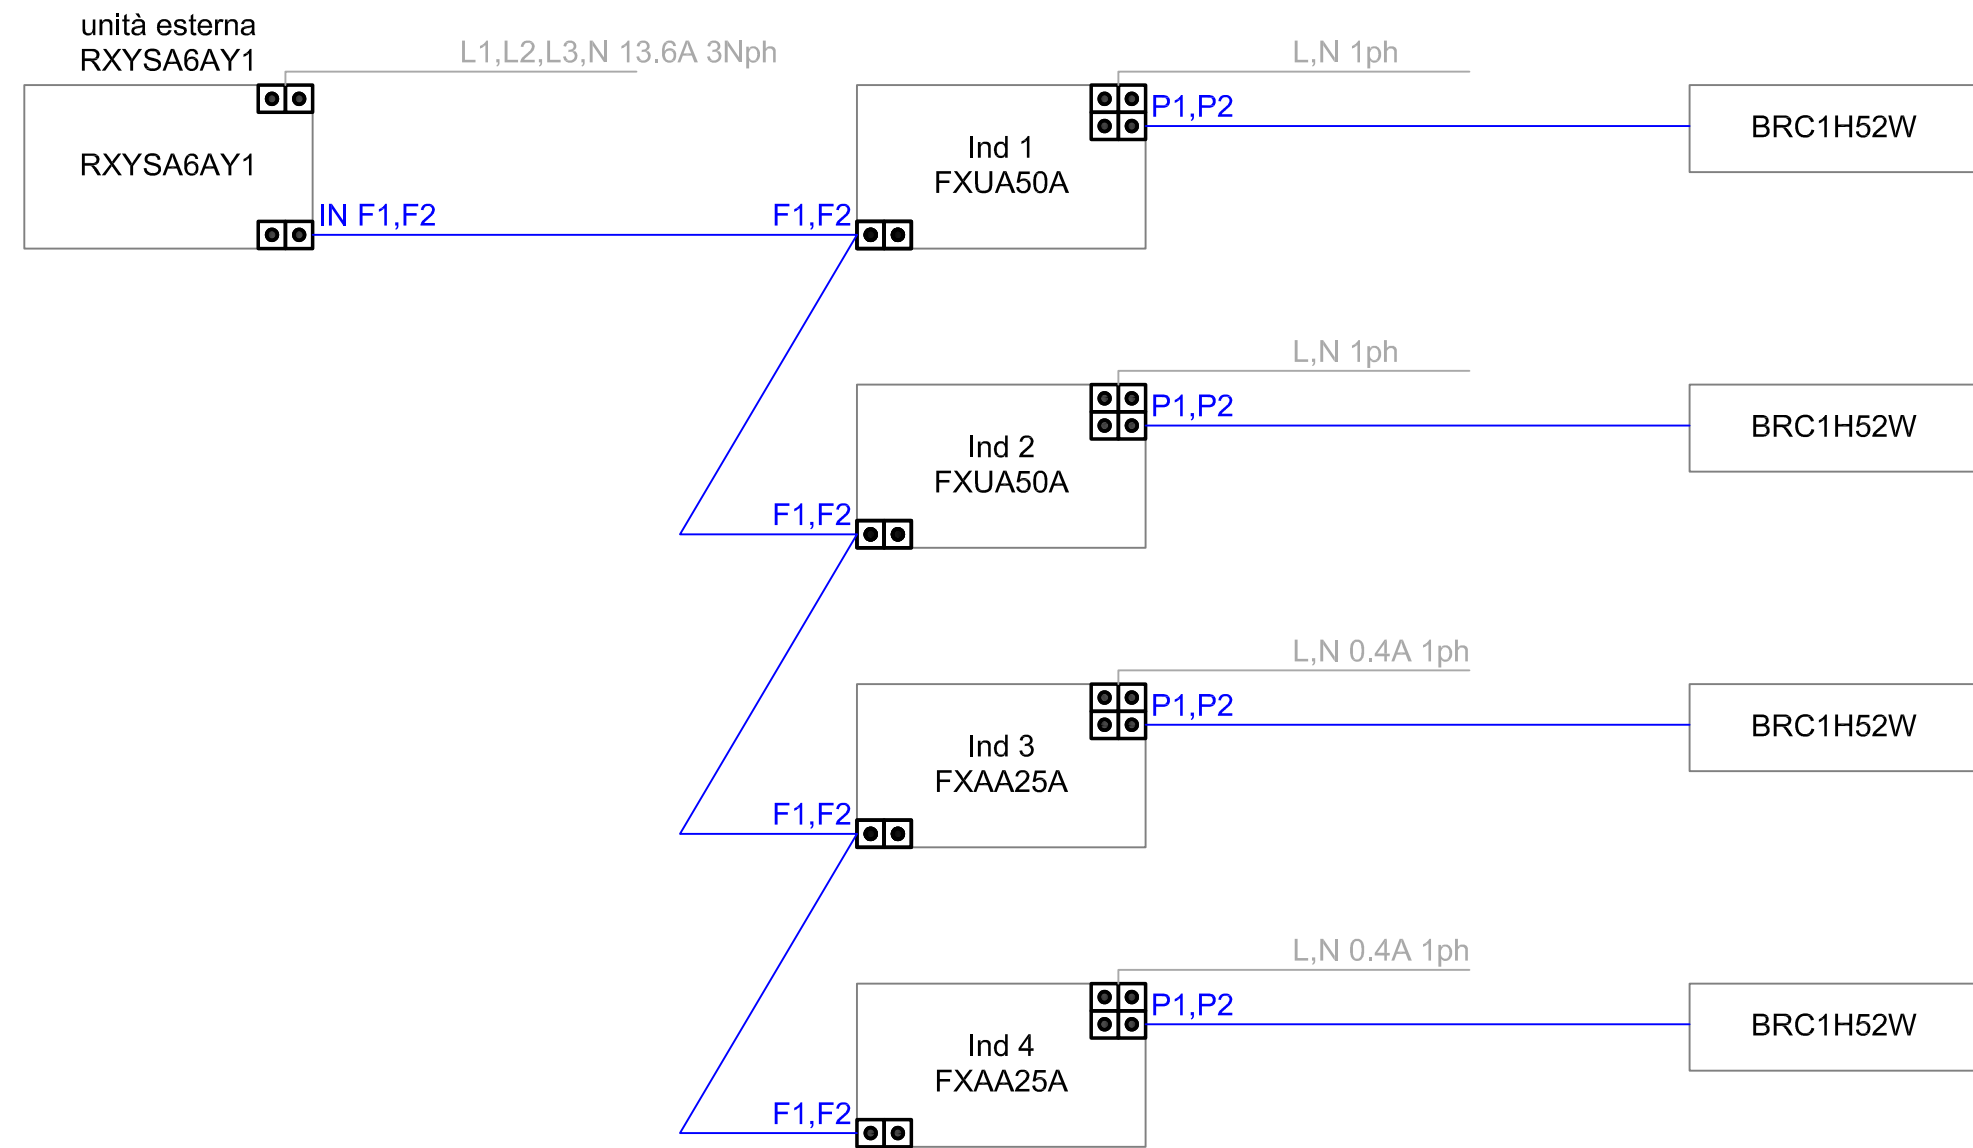 unità esterna
RXYSA6AY1
L1,L2,L3,N 13.6A 3Nph
RXYSA6AY1
IN F1,F2
L,N 1ph
P1,P2
Ind 1
FXUA50A
F1,F2
BRC1H52W
L,N 1ph
P1,P2
Ind 2
FXUA50A
F1,F2
BRC1H52W
L,N 0.4A 1ph
P1,P2
Ind 3
FXAA25A
F1,F2
BRC1H52W
L,N 0.4A 1ph
P1,P2
Ind 4
FXAA25A
F1,F2
BRC1H52W